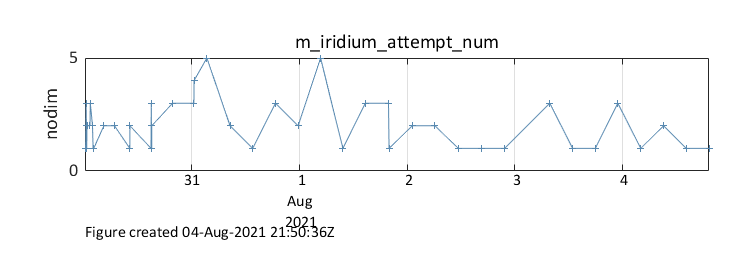 m_iridium_attempt_num
5
nodim
0
31 1 2 3 4
Aug
2021
Figure created 04-Aug-2021 21:50:36Z